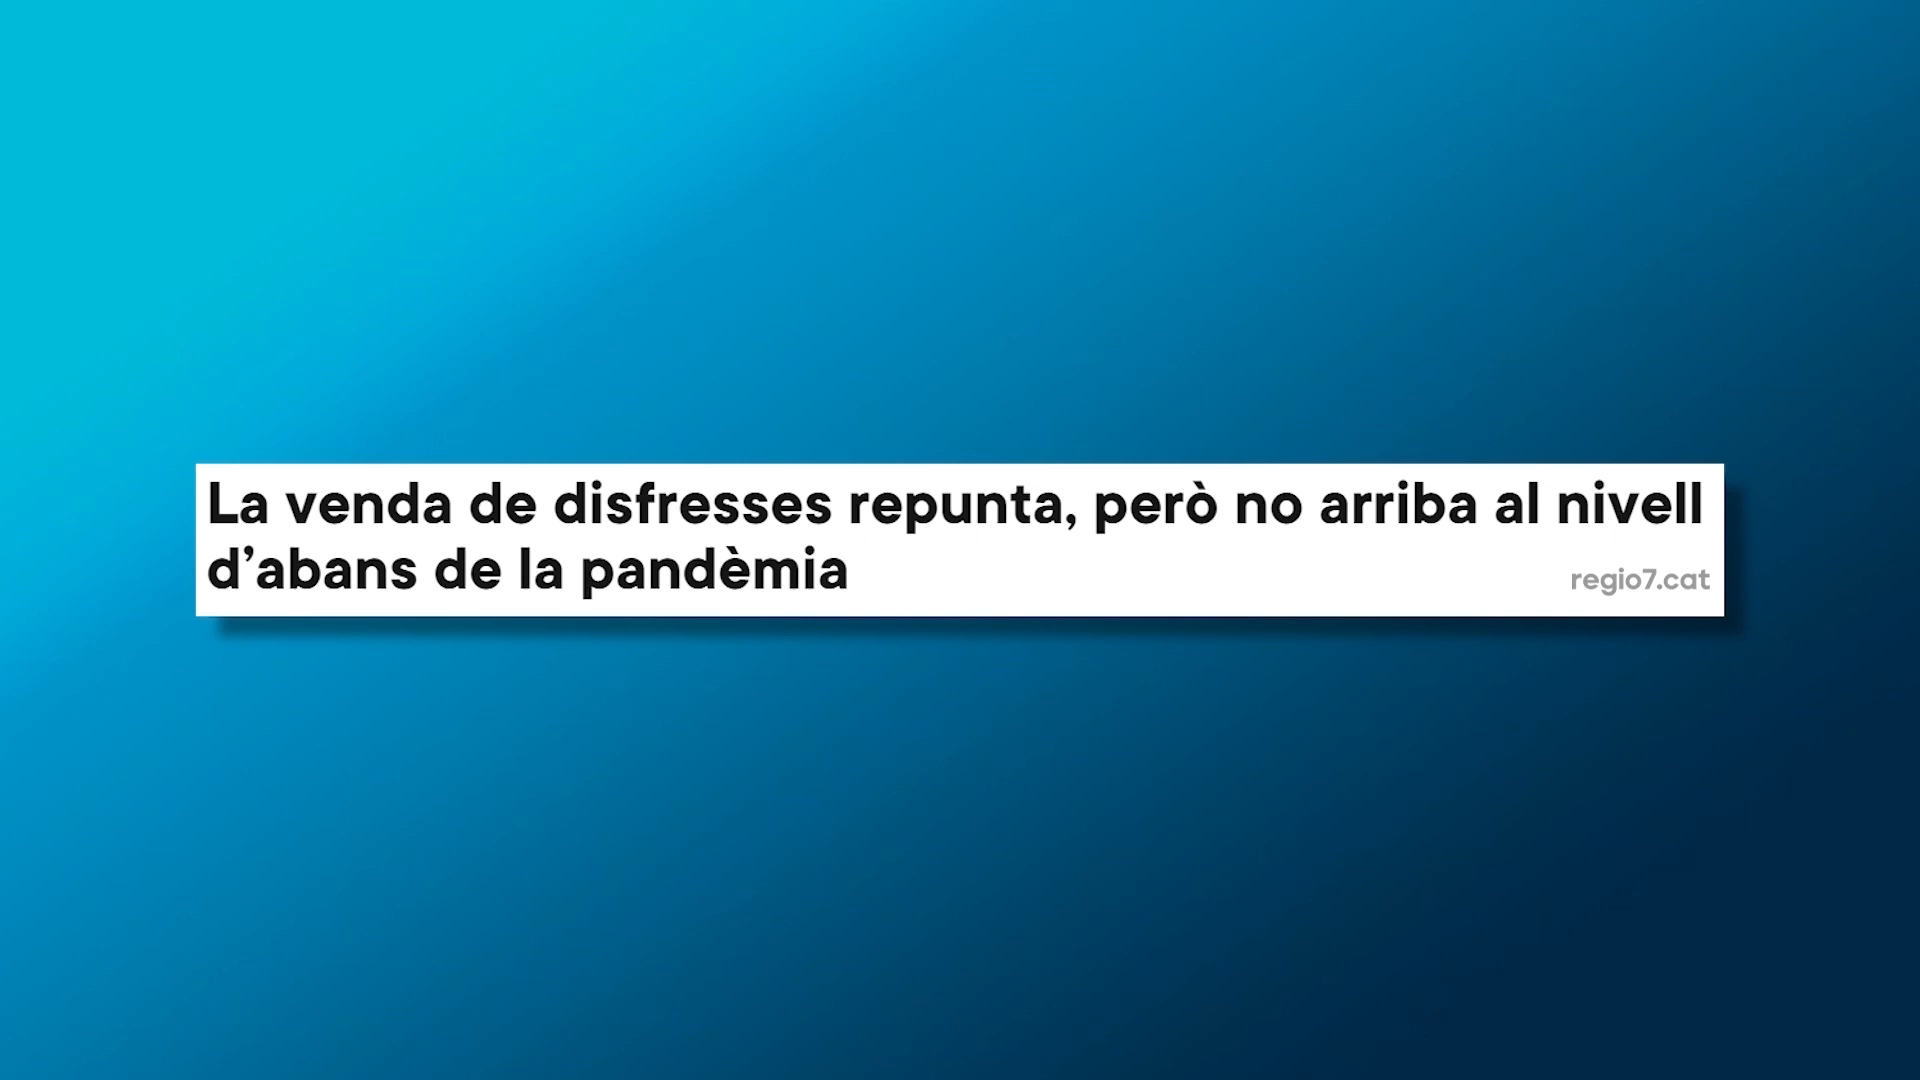 La venda de disfresses repunta, però no arriba al nivell
d’abans de la pandèmia
regio7.cat